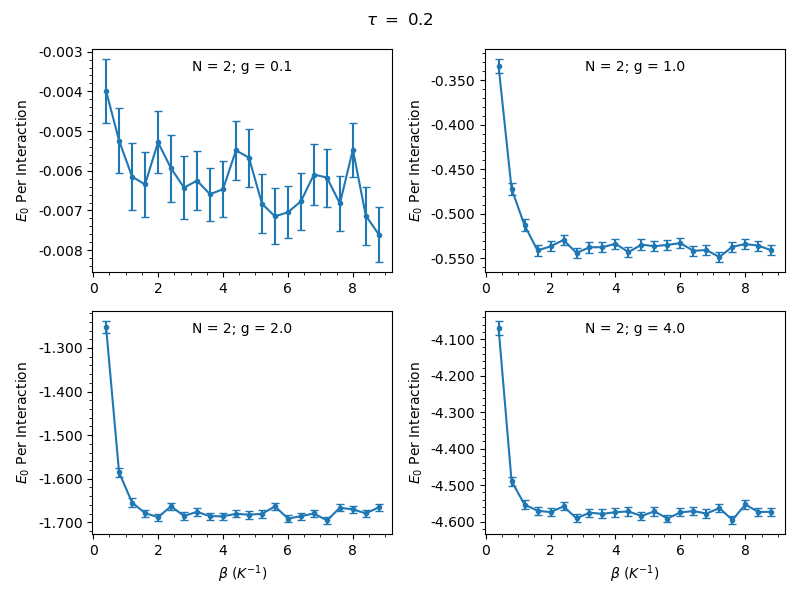 τ = 0.2
N = 2; g = 0.1
E₀ Per Interaction
-0.003
-0.004
-0.005
-0.006
-0.007
-0.008
0 2 4 6 8
N = 2; g = 1.0
E₀ Per Interaction
-0.350
-0.400
-0.450
-0.500
-0.550
0 2 4 6 8
N = 2; g = 2.0
E₀ Per Interaction
-1.300
-1.400
-1.500
-1.600
-1.700
0 2 4 6 8
β (K⁻¹)
N = 2; g = 4.0
E₀ Per Interaction
-4.100
-4.200
-4.300
-4.400
-4.500
-4.600
0 2 4 6 8
β (K⁻¹)